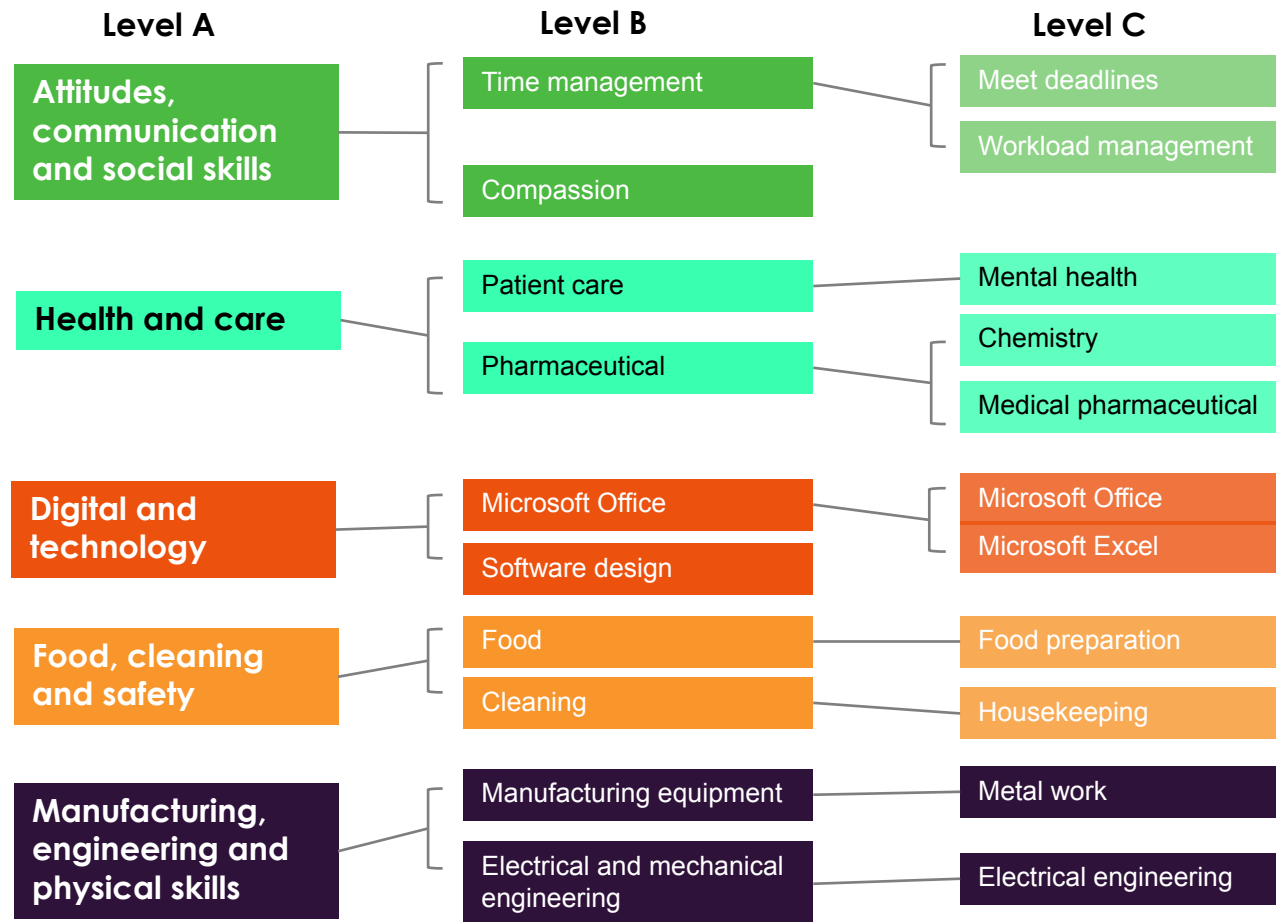 Level A
Level B
Level C
Attitudes,
communication
and social skills
Time management
Meet deadlines
Workload management
Compassion
Health and care
Patient care
Mental health
Pharmaceutical
Chemistry
Medical pharmaceutical
Digital and
technology
Microsoft Office
Microsoft Office
Microsoft Excel
Software design
Food, cleaning
and safety
Food
Food preparation
Cleaning
Housekeeping
Manufacturing,
engineering and
physical skills
Manufacturing equipment
Metal work
Electrical and mechanical
engineering
Electrical engineering